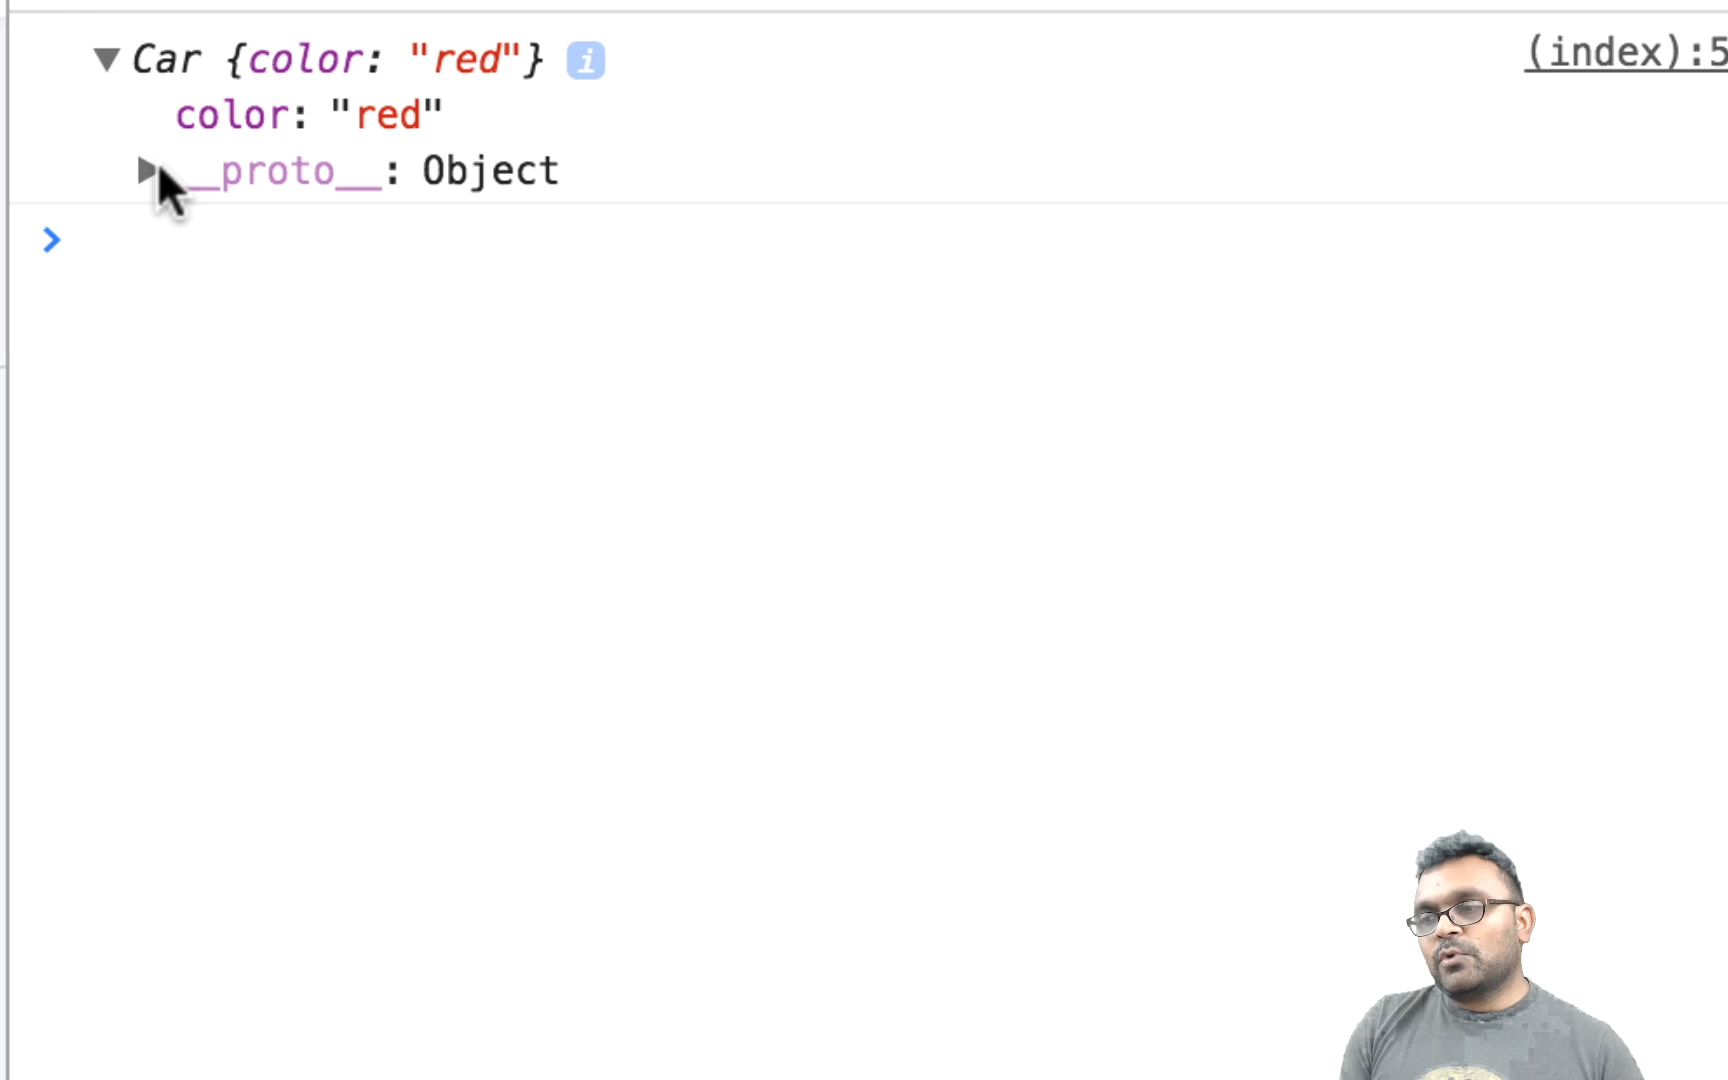 Car {color: "red"} i
(index):5
color: "red"
__proto__: Object